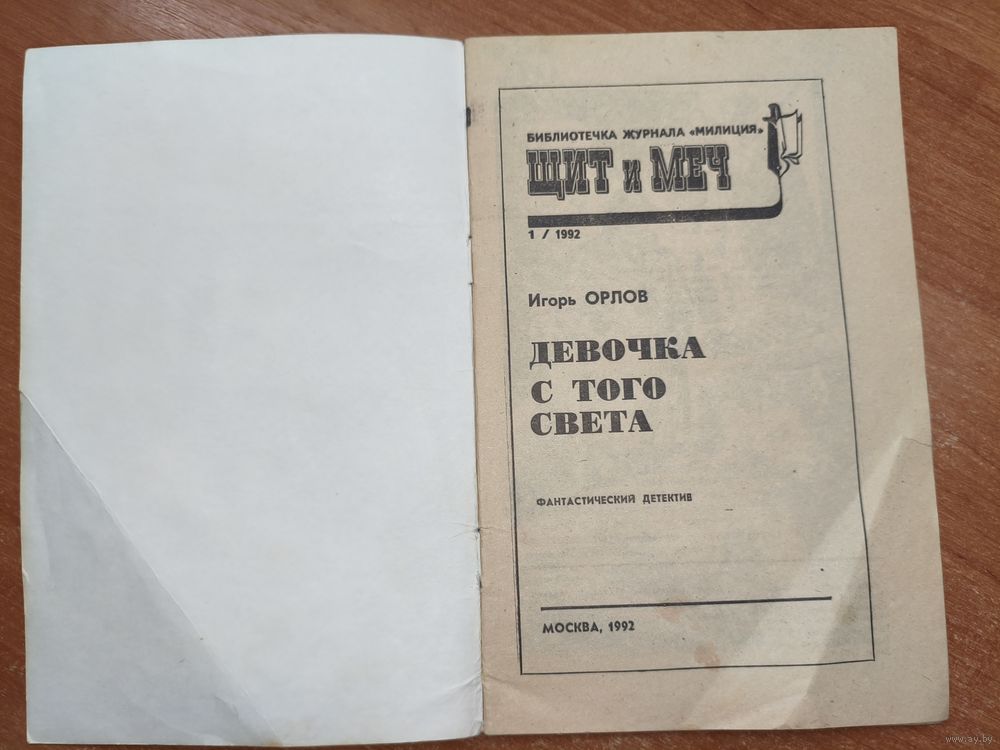 БИБЛИОТЕЧКА ЖУРНАЛА «МИЛИЦИЯ»
ЩИТ и МЕЧ
1 / 1992
Игорь ОРЛОВ
ДЕВОЧКА
С ТОГО
СВЕТА
ФАНТАСТИЧЕСКИЙ ДЕТЕКТИВ
МОСКВА, 1992
www.ay.by